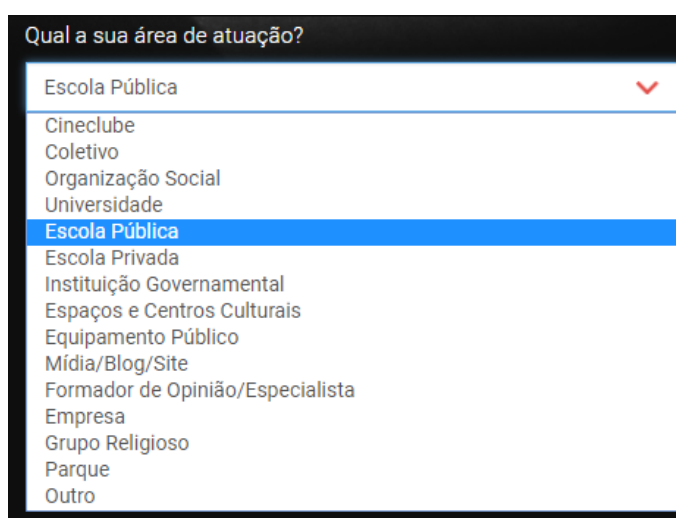 Qual a sua área de atuação?
Escola Pública
Cineclube
Coletivo
Organização Social
Universidade
Escola Pública
Escola Privada
Instituição Governamental
Espaços e Centros Culturais
Equipamento Público
Mídia/Blog/Site
Formador de Opinião/Especialista
Empresa
Grupo Religioso
Parque
Outro